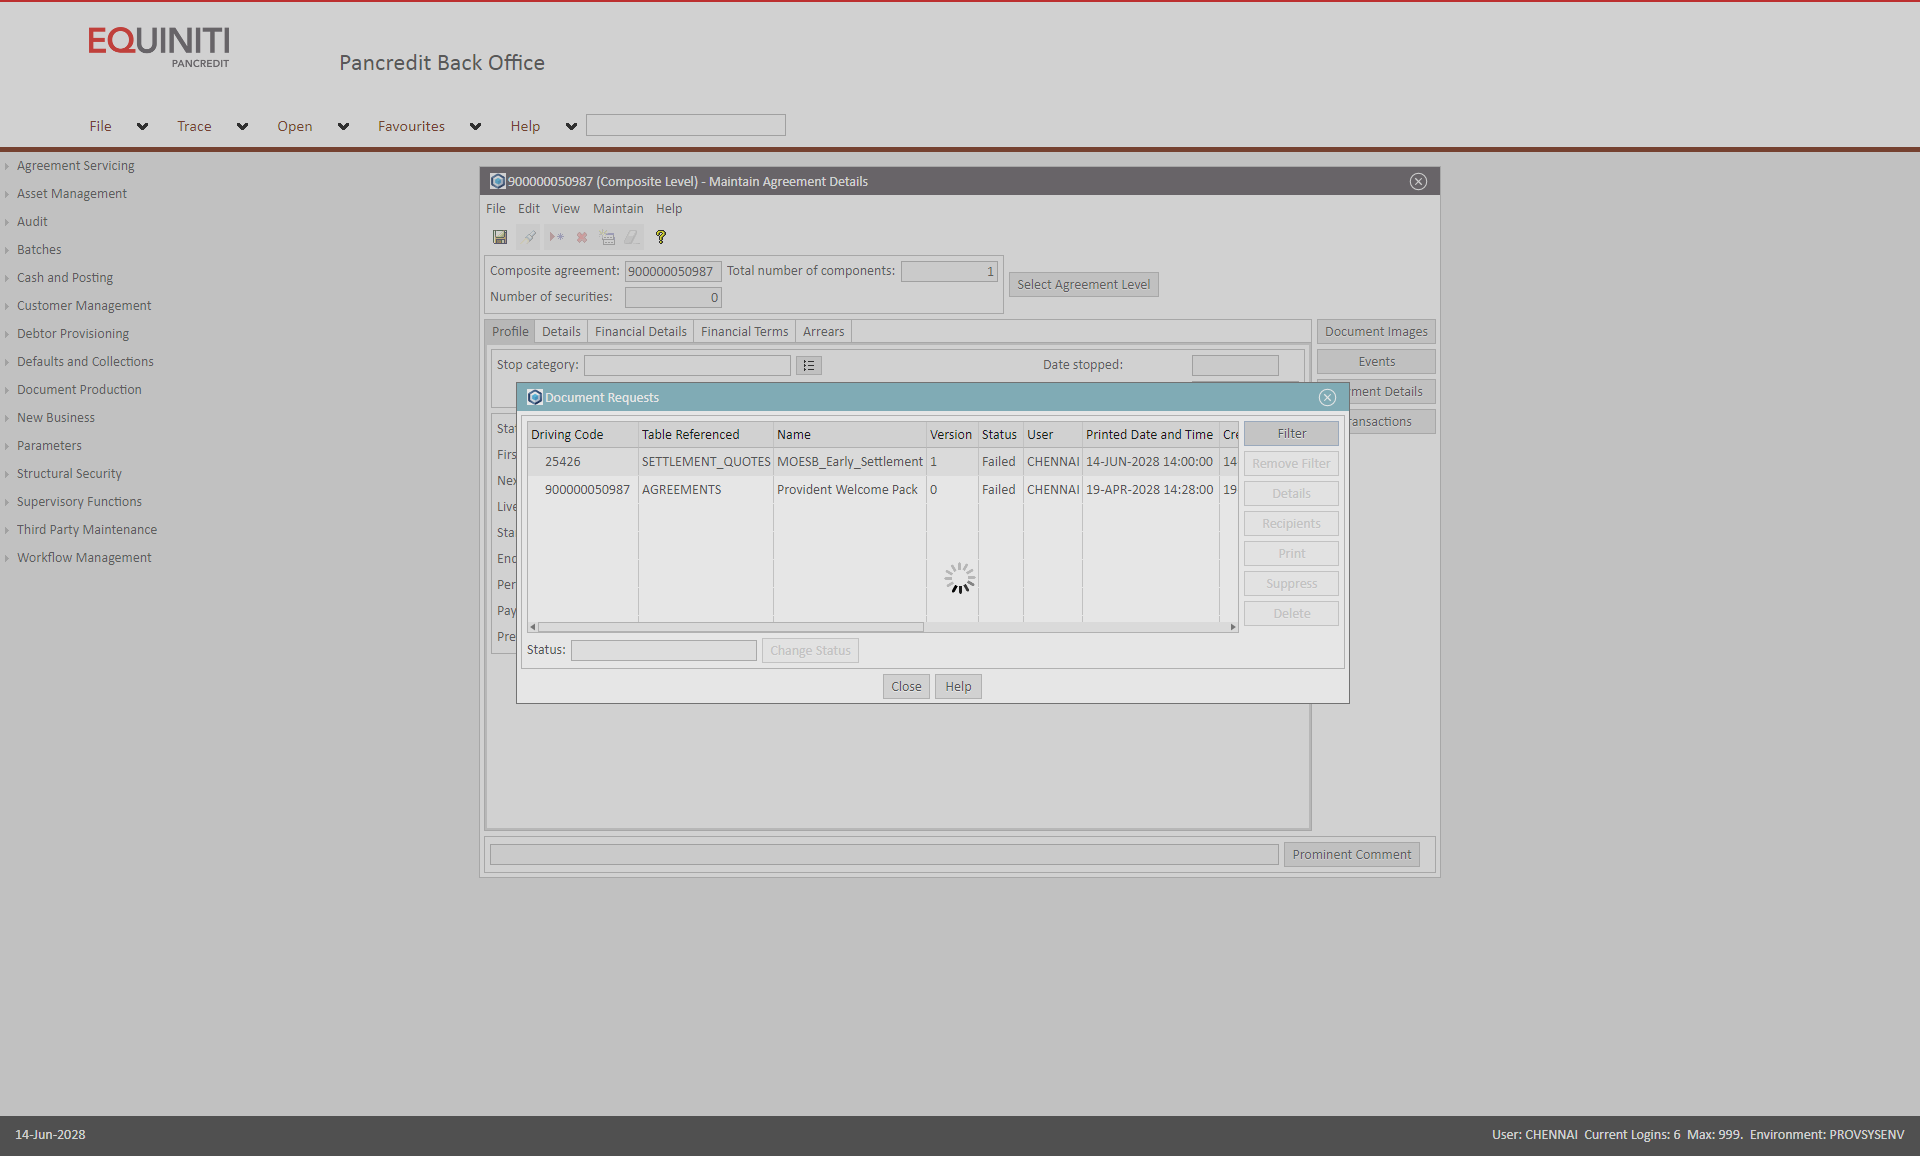 EQUINITI
PANCREDIT
Pancredit Back Office
File Trace Open Favourites Help
Agreement Servicing
Asset Management
Audit
Batches
Cash and Posting
Customer Management
Debtor Provisioning
Defaults and Collections
Document Production
New Business
Parameters
Structural Security
Supervisory Functions
Third Party Maintenance
Workflow Management
900000050987 (Composite Level) - Maintain Agreement Details
File Edit View Maintain Help
Composite agreement: 900000050987 Total number of components: 1
Number of securities: 0
Select Agreement Level
Profile Details Financial Details Financial Terms Arrears
Document Images
Events
ment Details
ansactions
Stop category: Date stopped:
Sta
Firs
Nex
Live
Sta
End
Per
Pay
Pre
Document Requests
Driving Code Table Referenced Name Version Status User Printed Date and Time Cre
25426 SETTLEMENT_QUOTES MOESB_Early_Settlement 1 Failed CHENNAI 14-JUN-2028 14:00:00 14
900000050987 AGREEMENTS Provident Welcome Pack 0 Failed CHENNAI 19-APR-2028 14:28:00 19
Filter
Remove Filter
Details
Recipients
Print
Suppress
Delete
Status: Change Status
Close Help
Prominent Comment
14-Jun-2028
User: CHENNAI Current Logins: 6 Max: 999. Environment: PROVSYSENV